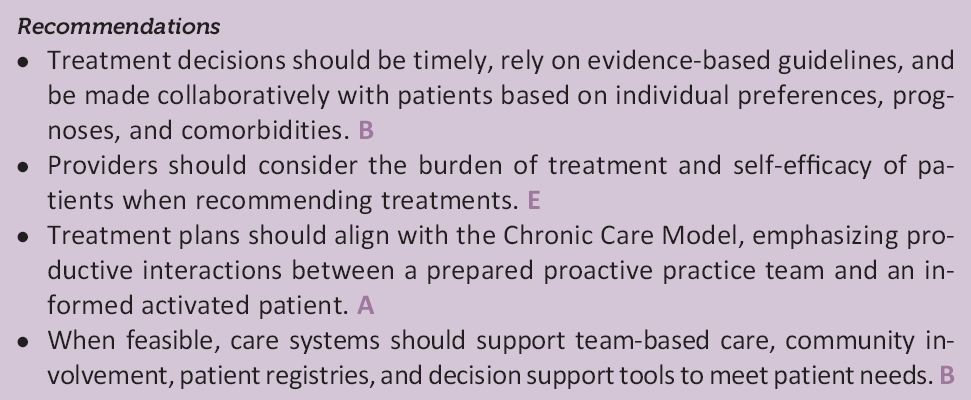 Recommendations
• Treatment decisions should be timely, rely on evidence-based guidelines, and
be made collaboratively with patients based on individual preferences, prog-
noses, and comorbidities. B
• Providers should consider the burden of treatment and self-efficacy of pa-
tients when recommending treatments. E
• Treatment plans should align with the Chronic Care Model, emphasizing pro-
ductive interactions between a prepared proactive practice team and an in-
formed activated patient. A
• When feasible, care systems should support team-based care, community in-
volvement, patient registries, and decision support tools to meet patient needs. B